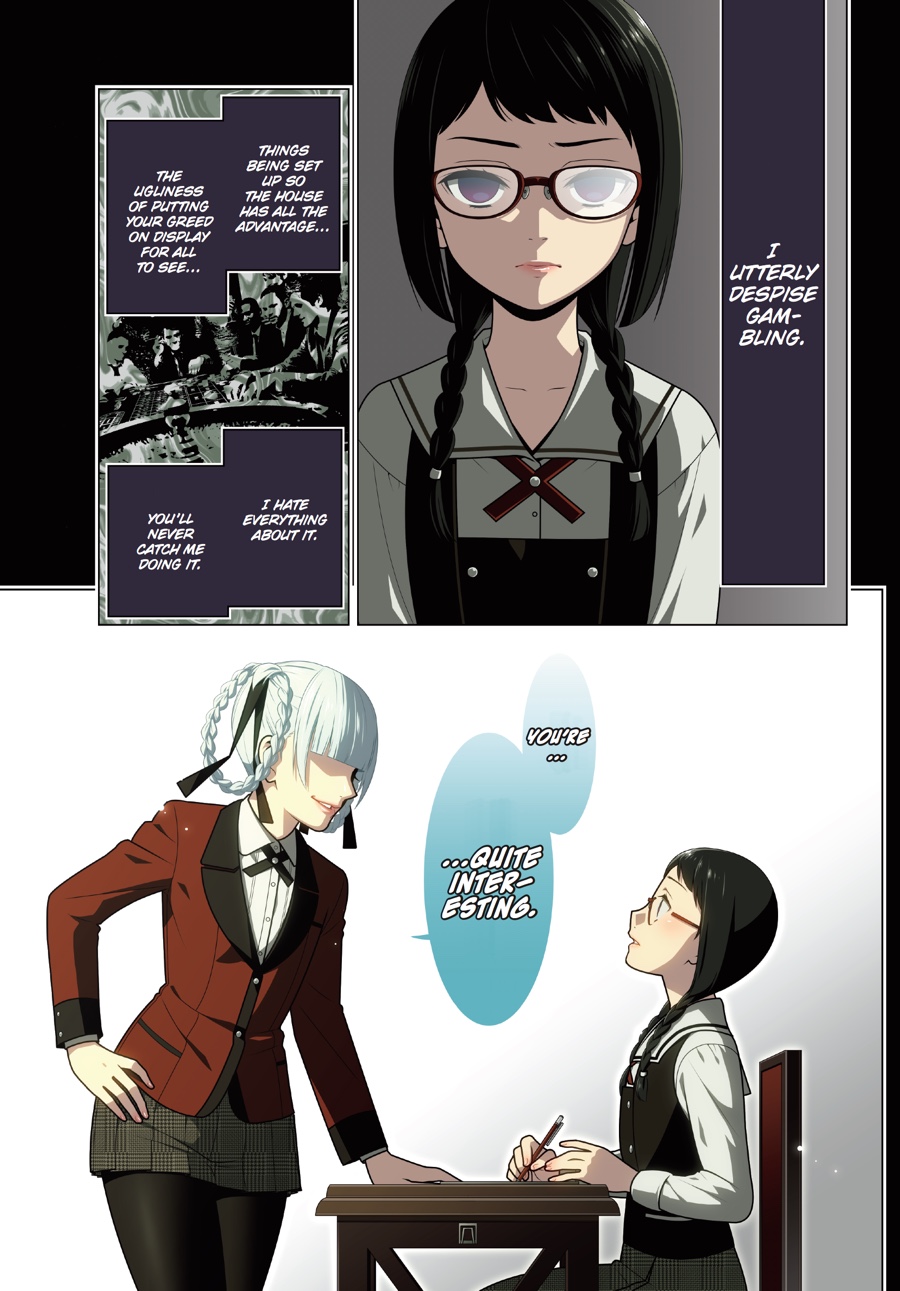 I
UTTERLY
DESPISE
GAM-
BLING.
THINGS
BEING SET
UP SO
THE HOUSE
HAS ALL THE
ADVANTAGE...
THE
UGLINESS
OF PUTTING
YOUR GREED
ON DISPLAY
FOR ALL
TO SEE...
I HATE
EVERYTHING
ABOUT IT.
YOU'LL
NEVER
CATCH ME
DOING IT.
YOU'RE
...
...QUITE
INTER-
ESTING.